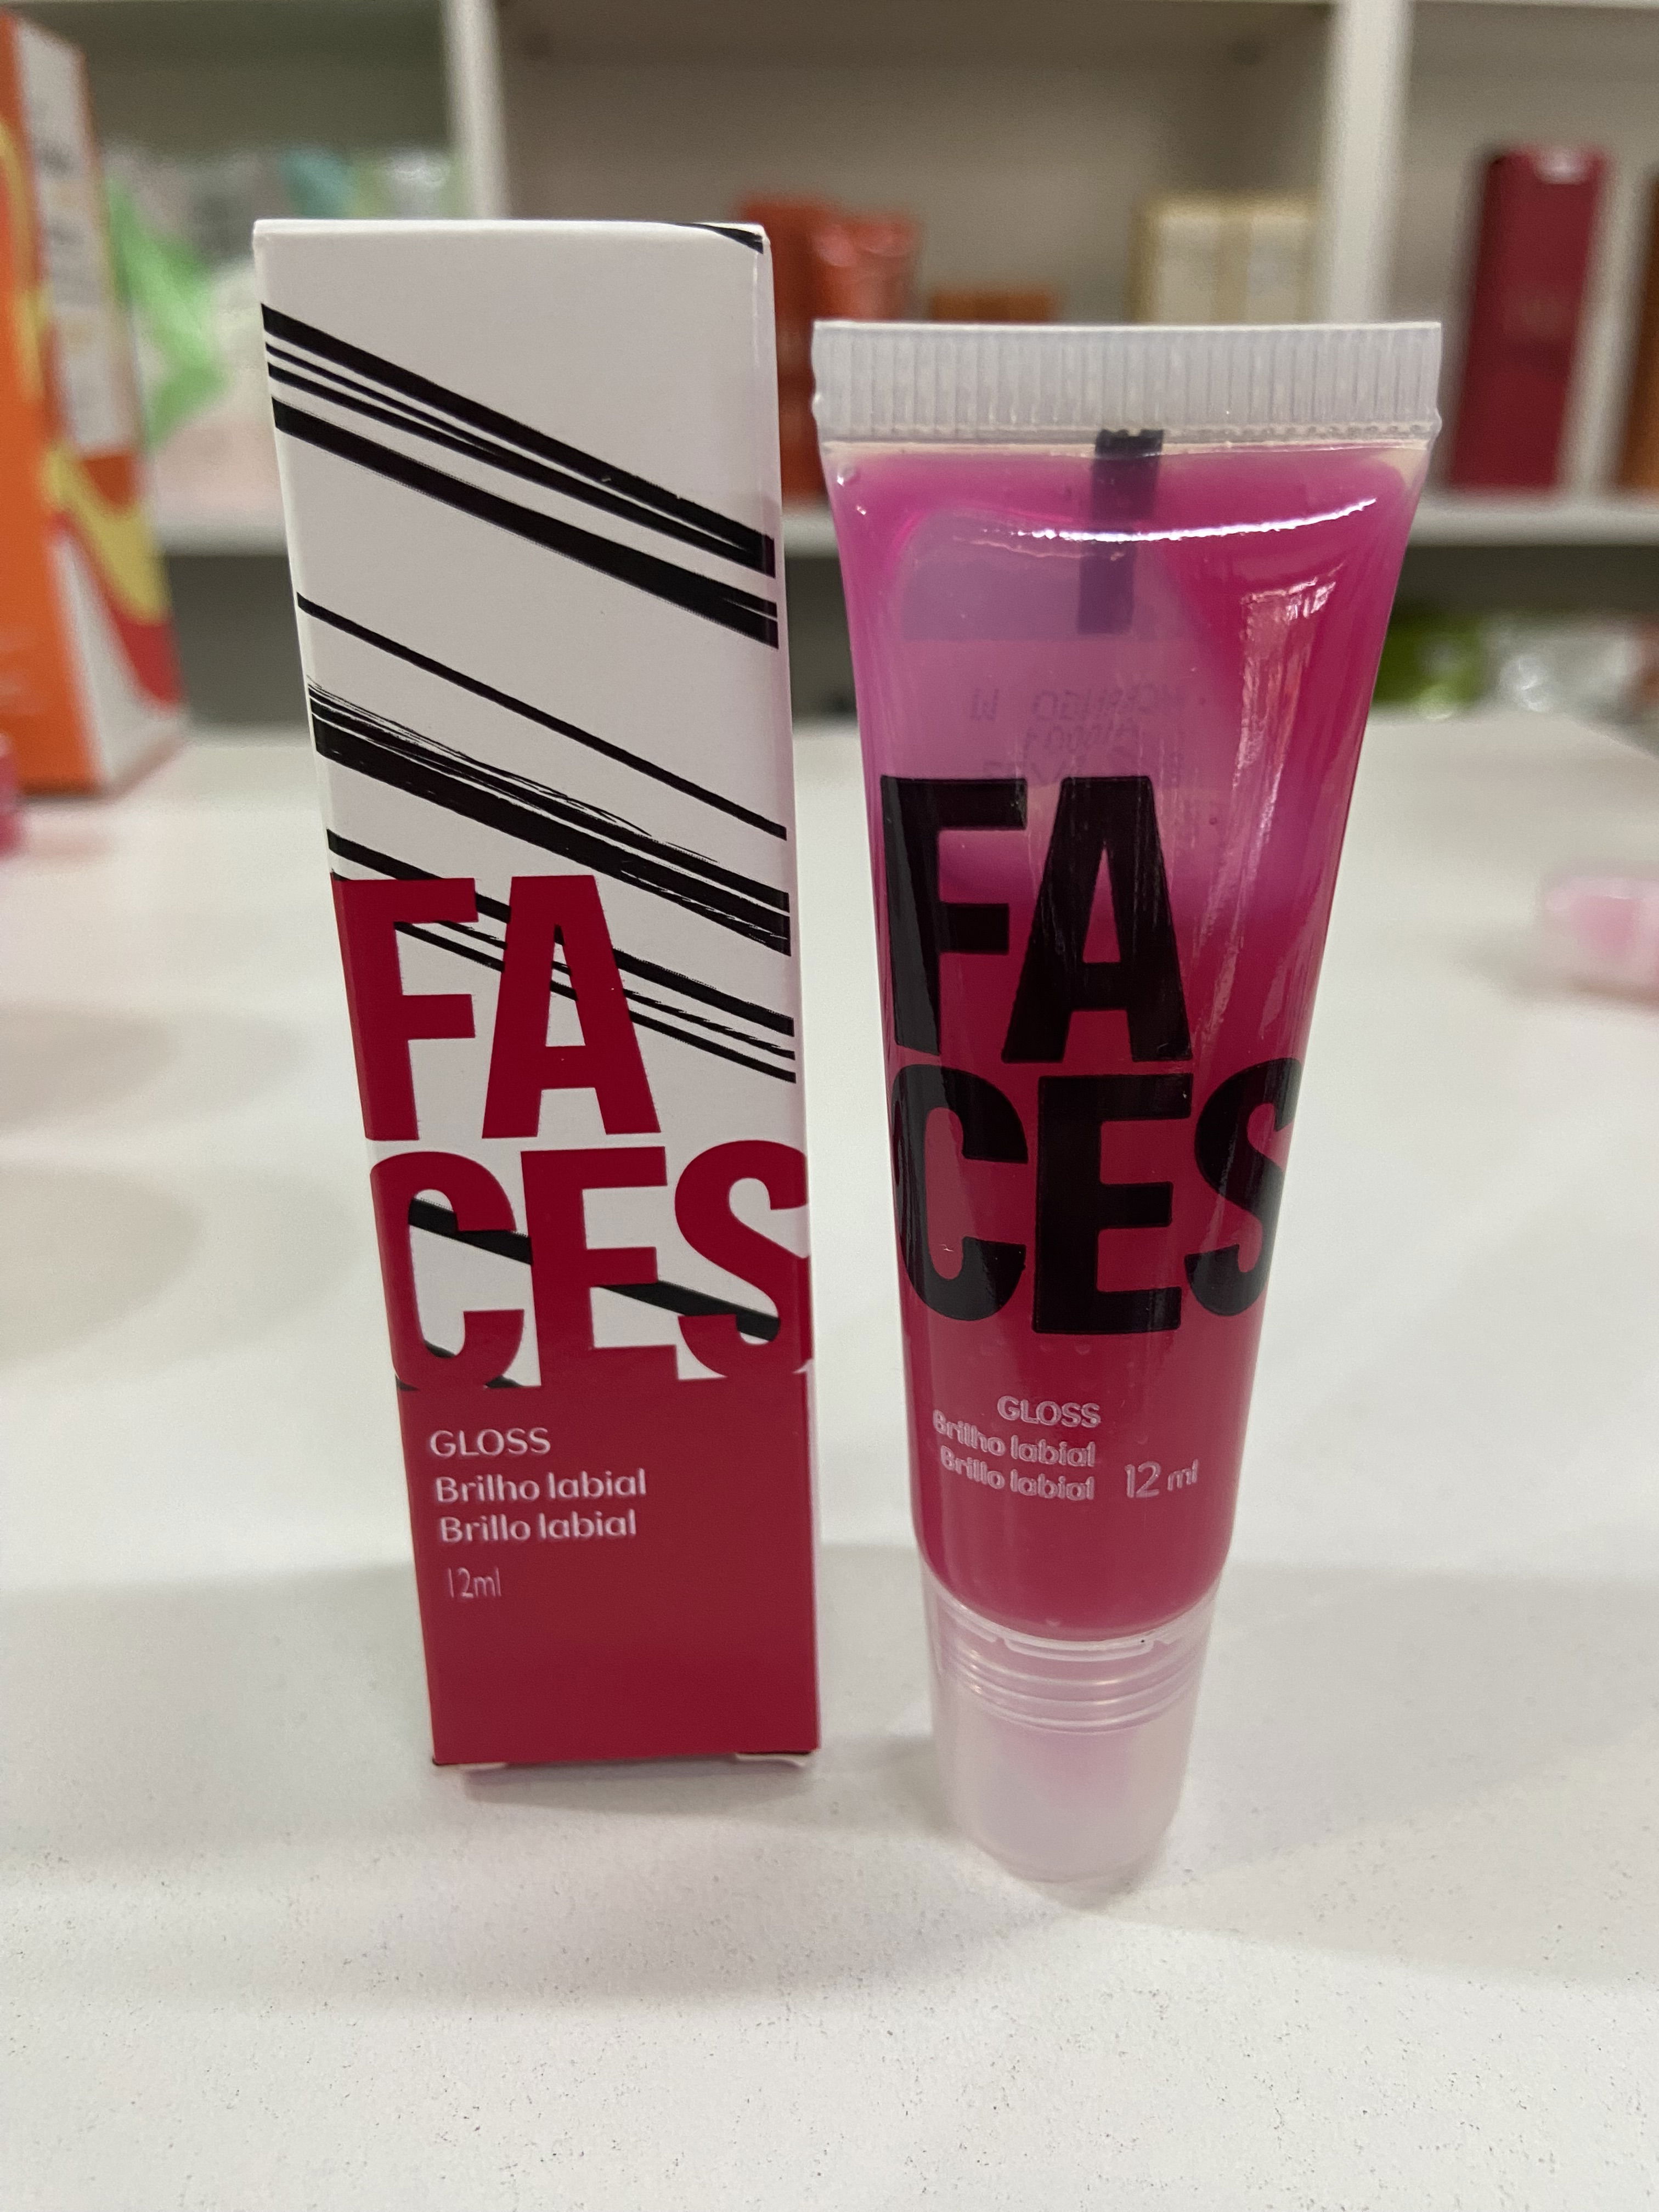 FA
CES
GLOSS
Brilho labial
Brillo labial
12ml
FA
CES
GLOSS
Brilho labial
Brillo labial 12 ml